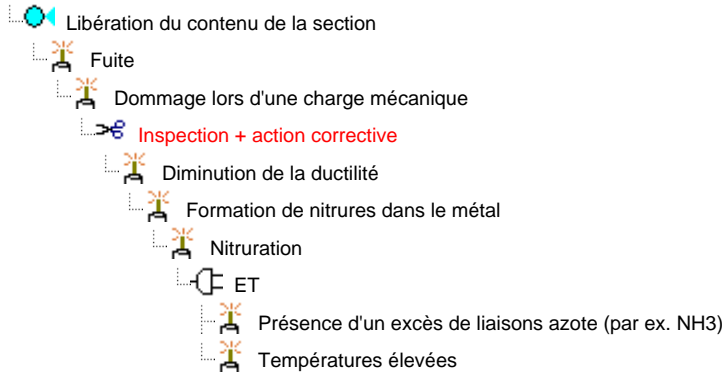 Libération du contenu de la section
Fuite
Dommage lors d'une charge mécanique
Inspection + action corrective
Diminution de la ductilité
Formation de nitrures dans le métal
Nitruration
ET
Présence d'un excès de liaisons azote (par ex. NH3)
Températures élevées